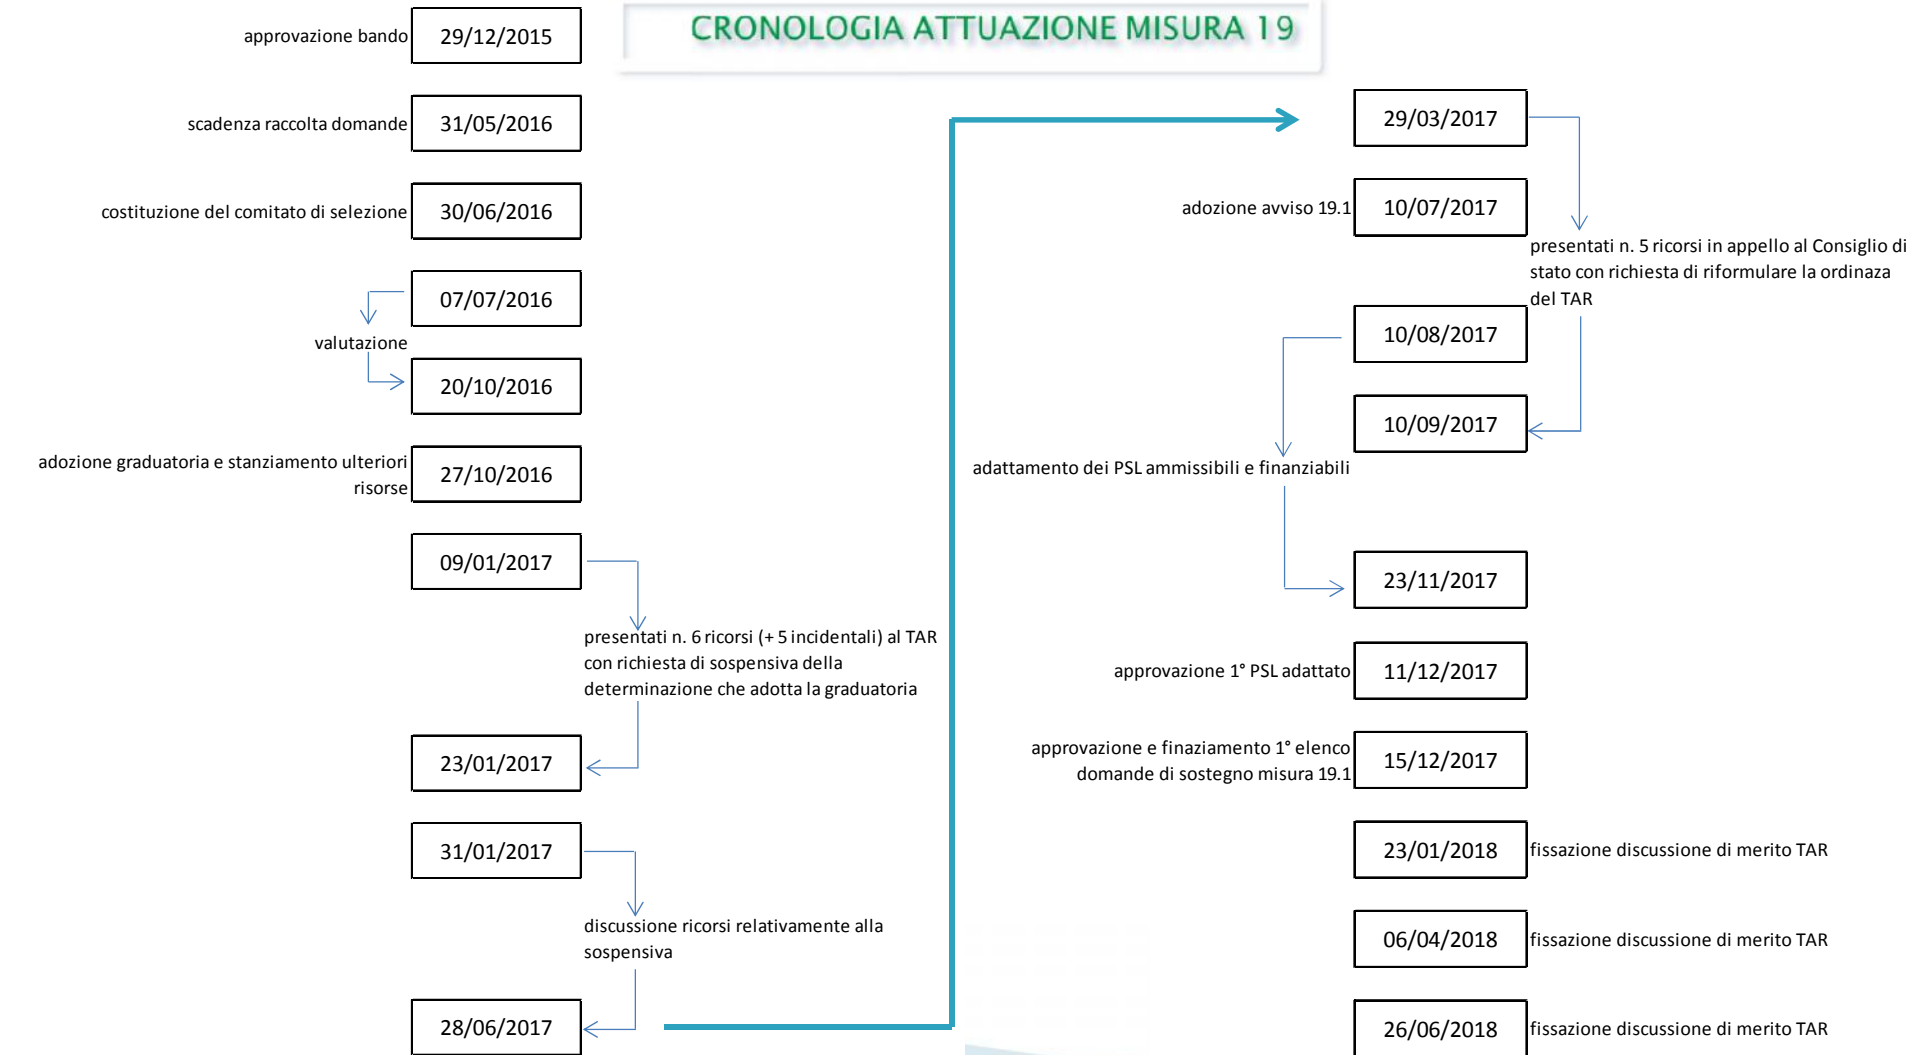 CRONOLOGIA ATTUAZIONE MISURA 19
approvazione bando
29/12/2015
scadenza raccolta domande
31/05/2016
costituzione del comitato di selezione
30/06/2016
07/07/2016
valutazione
20/10/2016
adozione graduatoria e stanziamento ulteriori
risorse
27/10/2016
09/01/2017
presentati n. 6 ricorsi (+ 5 incidentali) al TAR
con richiesta di sospensiva della
determinazione che adotta la graduatoria
23/01/2017
31/01/2017
discussione ricorsi relativamente alla
sospensiva
28/06/2017
29/03/2017
adozione avviso 19.1
10/07/2017
presentati n. 5 ricorsi in appello al Consiglio di
stato con richiesta di riformulare la ordinaza
del TAR
10/08/2017
10/09/2017
adattamento dei PSL ammissibili e finanziabili
23/11/2017
approvazione 1° PSL adattato
11/12/2017
approvazione e finaziamento 1° elenco
domande di sostegno misura 19.1
15/12/2017
23/01/2018
fissazione discussione di merito TAR
06/04/2018
fissazione discussione di merito TAR
26/06/2018
fissazione discussione di merito TAR